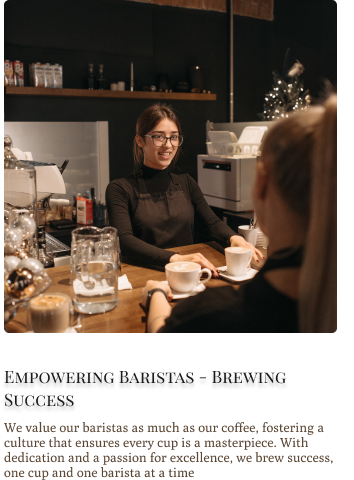 Empowering Baristas - Brewing
Success
We value our baristas as much as our coffee, fostering a
culture that ensures every cup is a masterpiece. With
dedication and a passion for excellence, we brew success,
one cup and one barista at a time